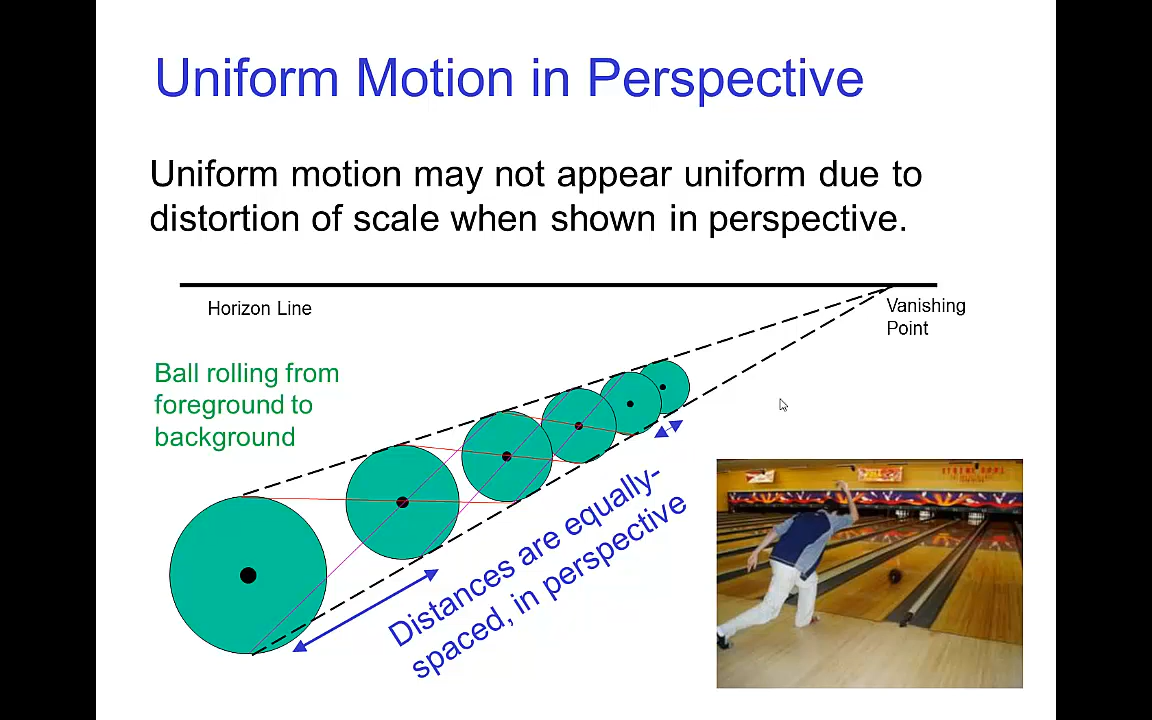 Uniform Motion in Perspective
Uniform motion may not appear uniform due to
distortion of scale when shown in perspective.
Horizon Line
Vanishing
Point
Ball rolling from
foreground to
background
Distances are equally-
spaced, in perspective